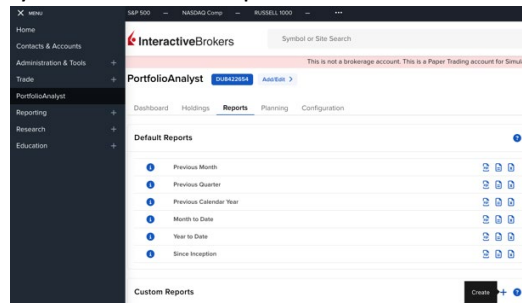 X MENU
Home
Contacts & Accounts
Administration & Tools +
Trade +
PortfolioAnalyst
Reporting +
Research +
Education +
S&P 500 – NASDAQ Comp – RUSSELL 1000 – •••
InteractiveBrokers
Symbol or Site Search
This is not a brokerage account. This is a Paper Trading account for Simul
PortfolioAnalyst DU8422654 Add/Edit >
Dashboard Holdings Reports Planning Configuration
Default Reports ?
Previous Month
Previous Quarter
Previous Calendar Year
Month to Date
Year to Date
Since Inception
Custom Reports Create + ?